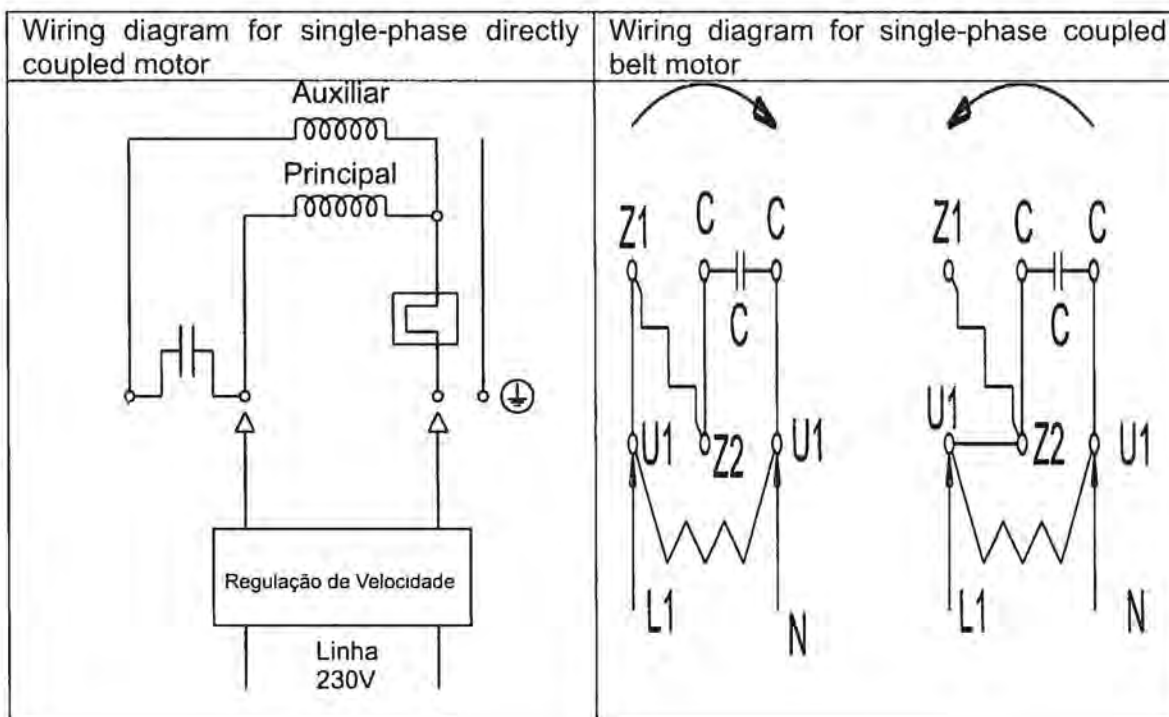 Wiring diagram for single-phase directly
coupled motor
Auxiliar
Principal
Regulação de Velocidade
Linha
230V
Wiring diagram for single-phase coupled
belt motor
Z1 C C
C
U1 Z2 U1
L1 N
Z1 C C
C
U1 Z2 U1
L1 N